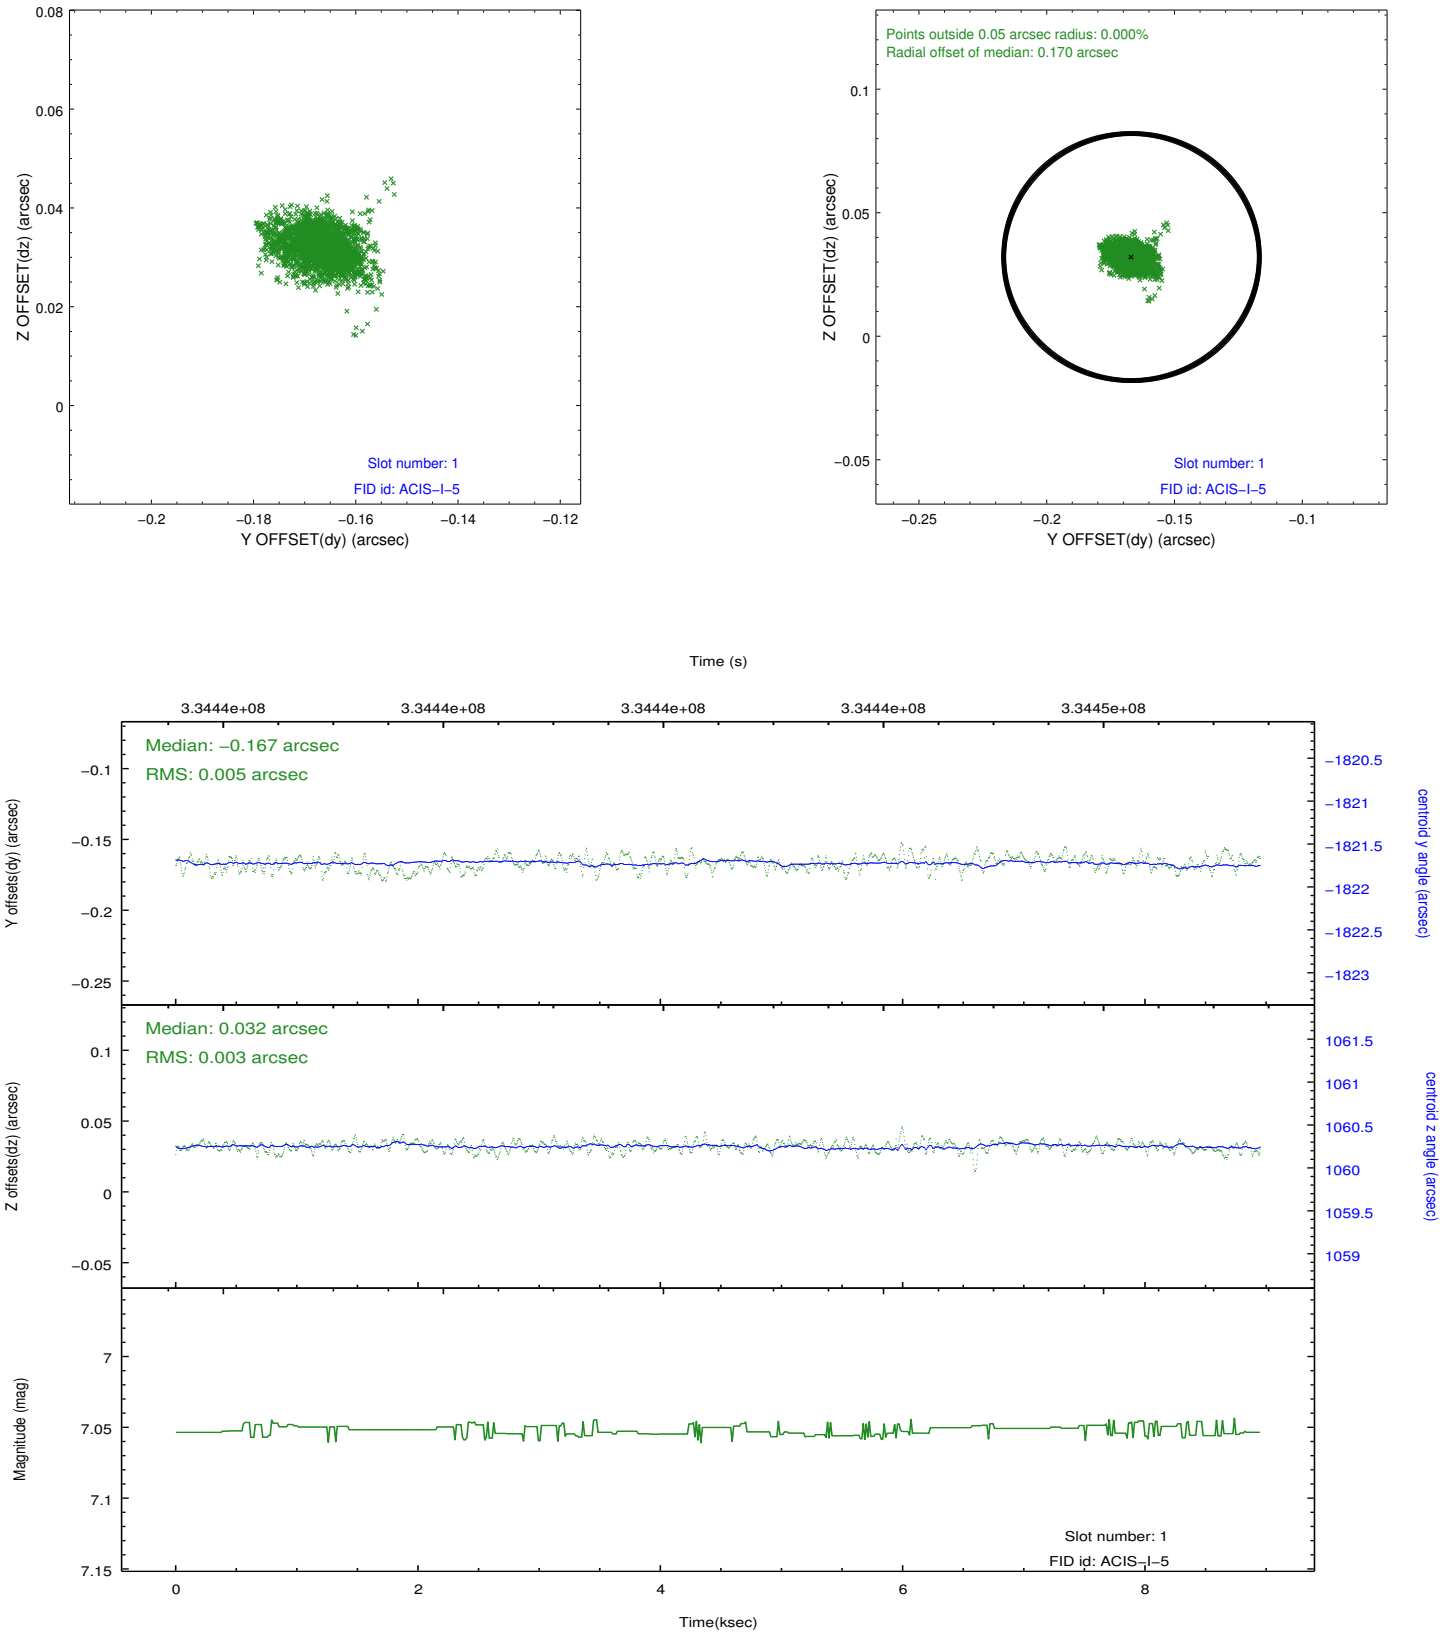 0.08
0.06
0.04
0.02
0
Z OFFSET(dz) (arcsec)
Slot number: 1
FID id: ACIS−I−5
−0.2
−0.18
−0.16
−0.14
−0.12
Y OFFSET(dy) (arcsec)
Points outside 0.05 arcsec radius: 0.000%
Radial offset of median: 0.170 arcsec
0.1
0.05
0
−0.05
Z OFFSET(dz) (arcsec)
Slot number: 1
FID id: ACIS−I−5
−0.25
−0.2
−0.15
−0.1
Y OFFSET(dy) (arcsec)
Time (s)
3.3444e+08
3.3444e+08
3.3444e+08
3.3444e+08
3.3445e+08
Median: −0.167 arcsec
RMS: 0.005 arcsec
−0.1
−0.15
−0.2
−0.25
Y offsets(dy) (arcsec)
−1820.5
−1821
−1821.5
−1822
−1822.5
−1823
centroid y angle (arcsec)
Median: 0.032 arcsec
RMS: 0.003 arcsec
0.1
0.05
0
−0.05
Z offsets(dz) (arcsec)
1061.5
1061
1060.5
1060
1059.5
1059
centroid z angle (arcsec)
7
7.05
7.1
7.15
Magnitude (mag)
Slot number: 1
FID id: ACIS−I−5
0
2
4
6
8
Time(ksec)